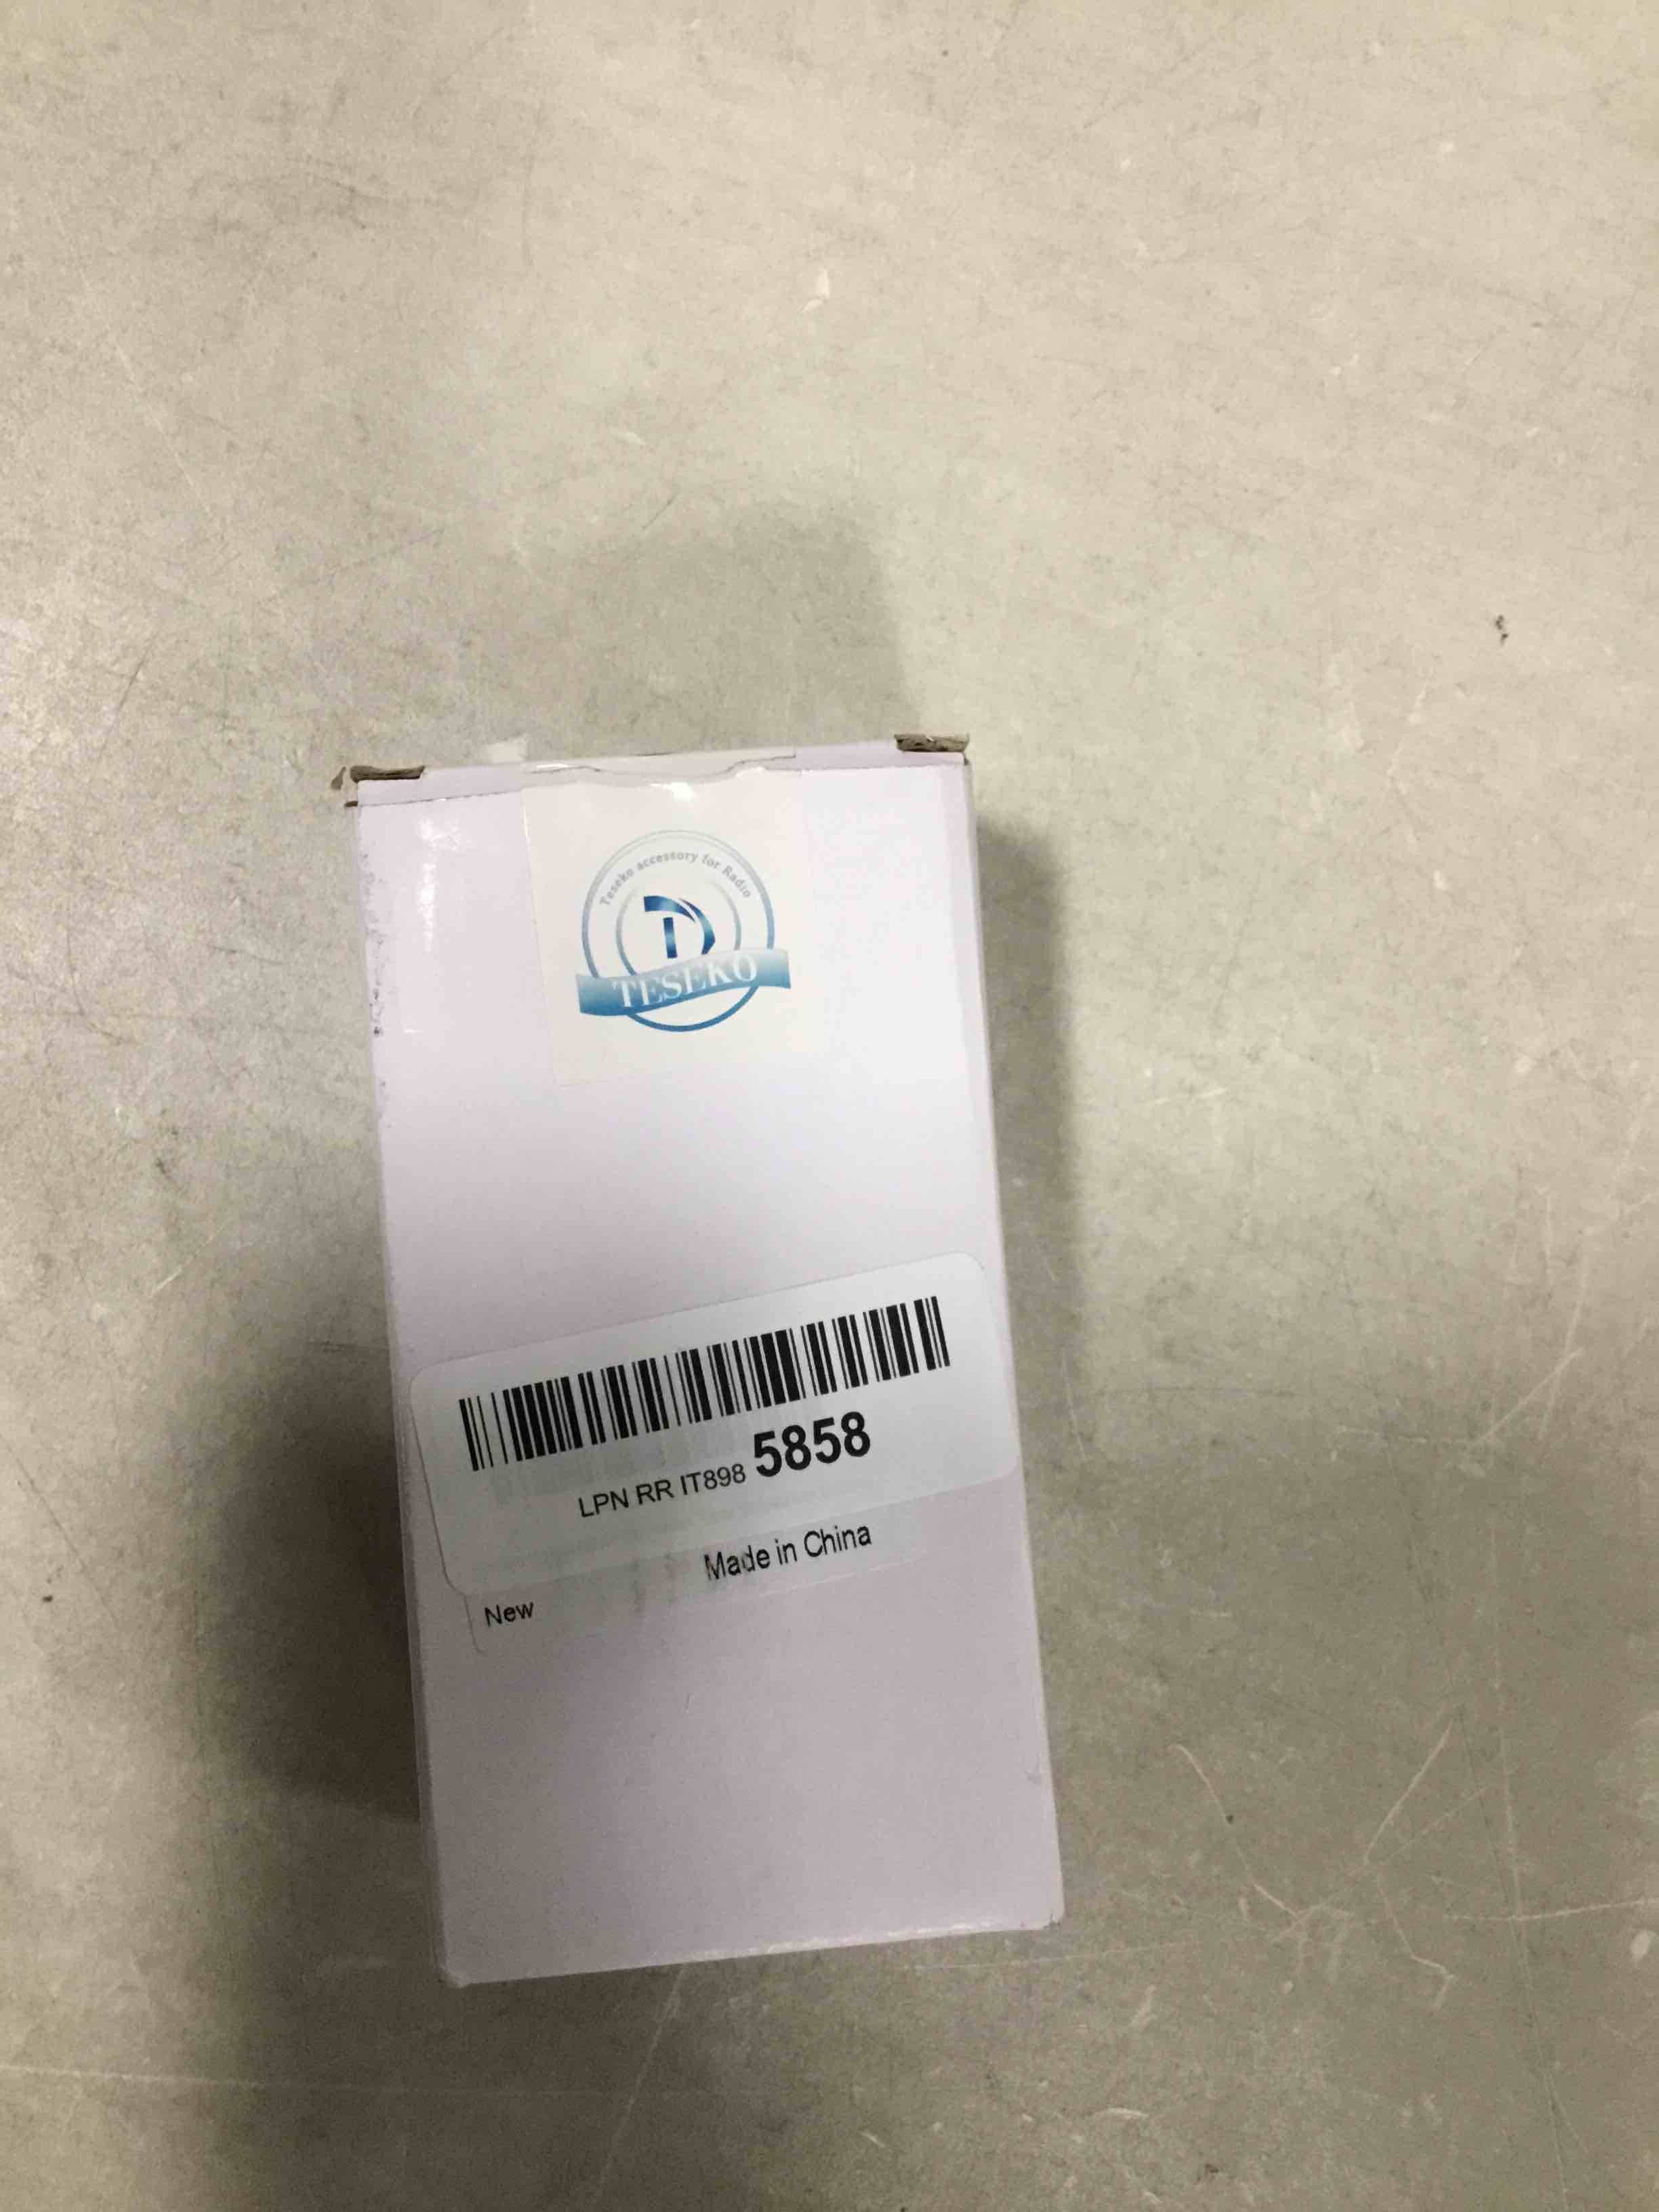 Teseko accessory for Radio
TESEKO
LPN RR IT898 5858
Made in China
New